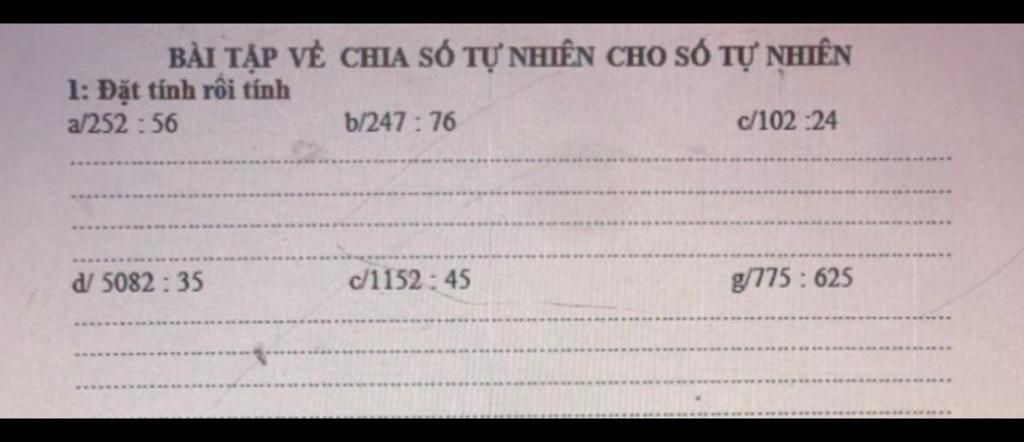 BÀI TẬP VỀ CHIA SỐ TỰ NHIÊN CHO SỐ TỰ NHIÊN
1: Đặt tính rồi tính
a/252 : 56 b/247 : 76 c/102 :24
d/ 5082 : 35 c/1152 : 45 g/775 : 625